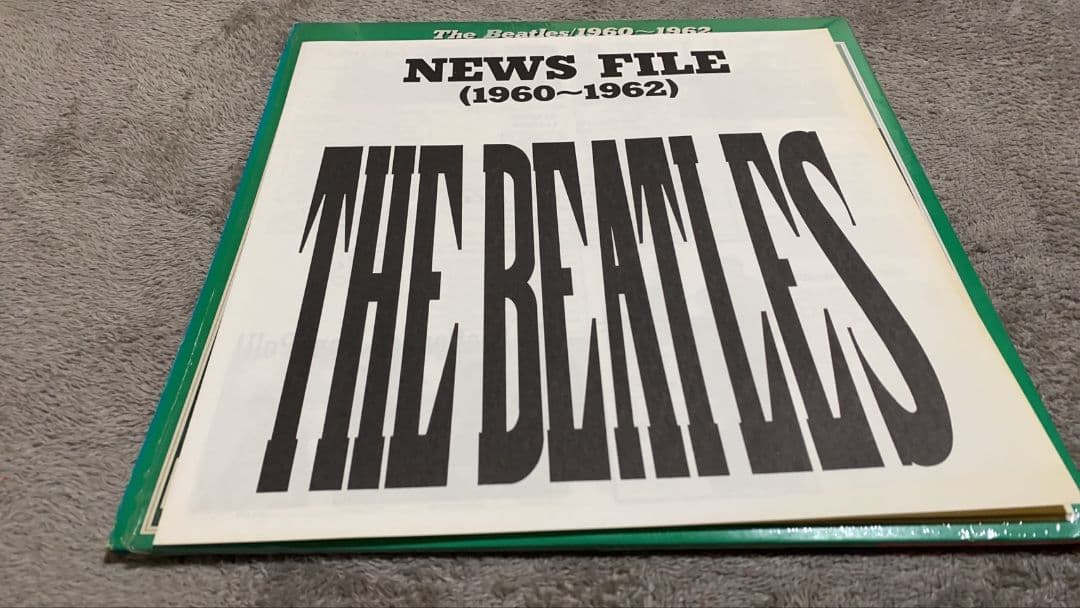 The Beatles/1960~1962
NEWS FILE
(1960~1962)
THE BEATLES